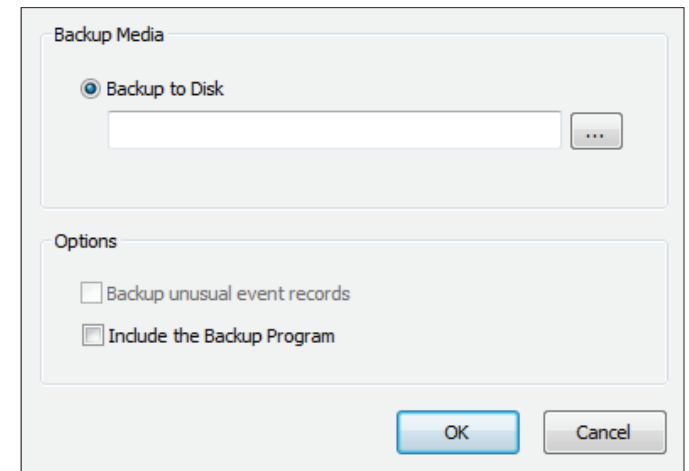 Backup Media
Backup to Disk
...
Options
Backup unusual event records
Include the Backup Program
OK Cancel